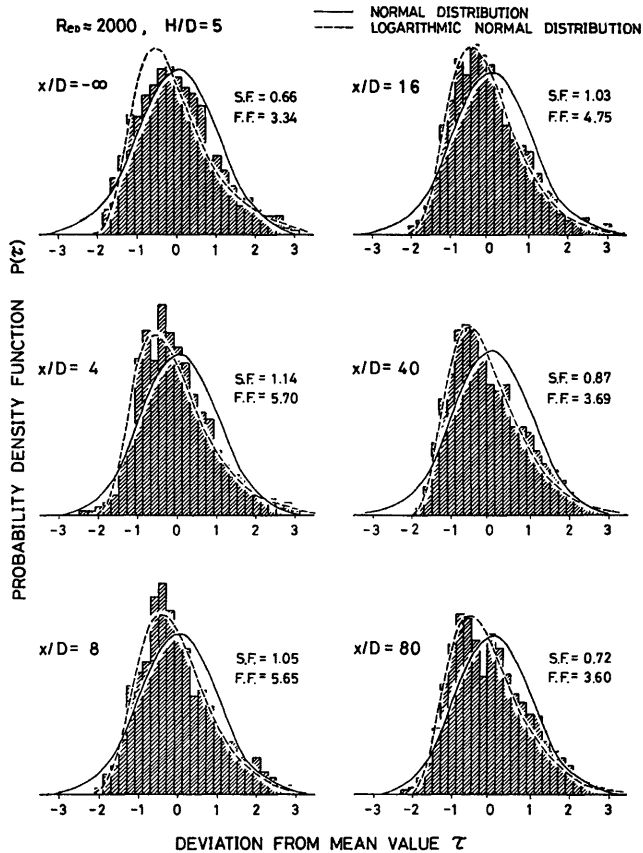 Re_D ≈ 2000, H/D = 5
NORMAL DISTRIBUTION
LOGARITHMIC NORMAL DISTRIBUTION
x/D = -∞
S.F. = 0.66
F.F. = 3.34
-3 -2 -1 0 1 2 3
x/D = 16
S.F. = 1.03
F.F. = 4.75
-3 -2 -1 0 1 2 3
x/D = 4
S.F. = 1.14
F.F. = 5.70
-3 -2 -1 0 1 2 3
x/D = 40
S.F. = 0.87
F.F. = 3.69
-3 -2 -1 0 1 2 3
x/D = 8
S.F. = 1.05
F.F. = 5.65
-3 -2 -1 0 1 2 3
x/D = 80
S.F. = 0.72
F.F. = 3.60
-3 -2 -1 0 1 2 3
PROBABILITY DENSITY FUNCTION P(τ)
DEVIATION FROM MEAN VALUE τ